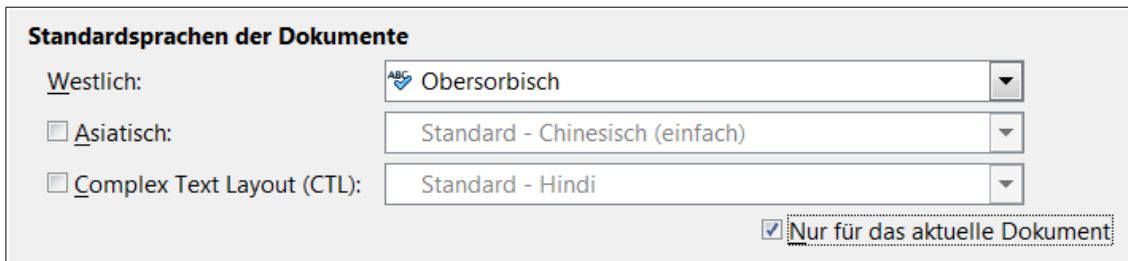 Standardsprachen der Dokumente
Westlich: ABC Obersorbisch
Asiatisch: Standard - Chinesisch (einfach)
Complex Text Layout (CTL): Standard - Hindi
Nur für das aktuelle Dokument